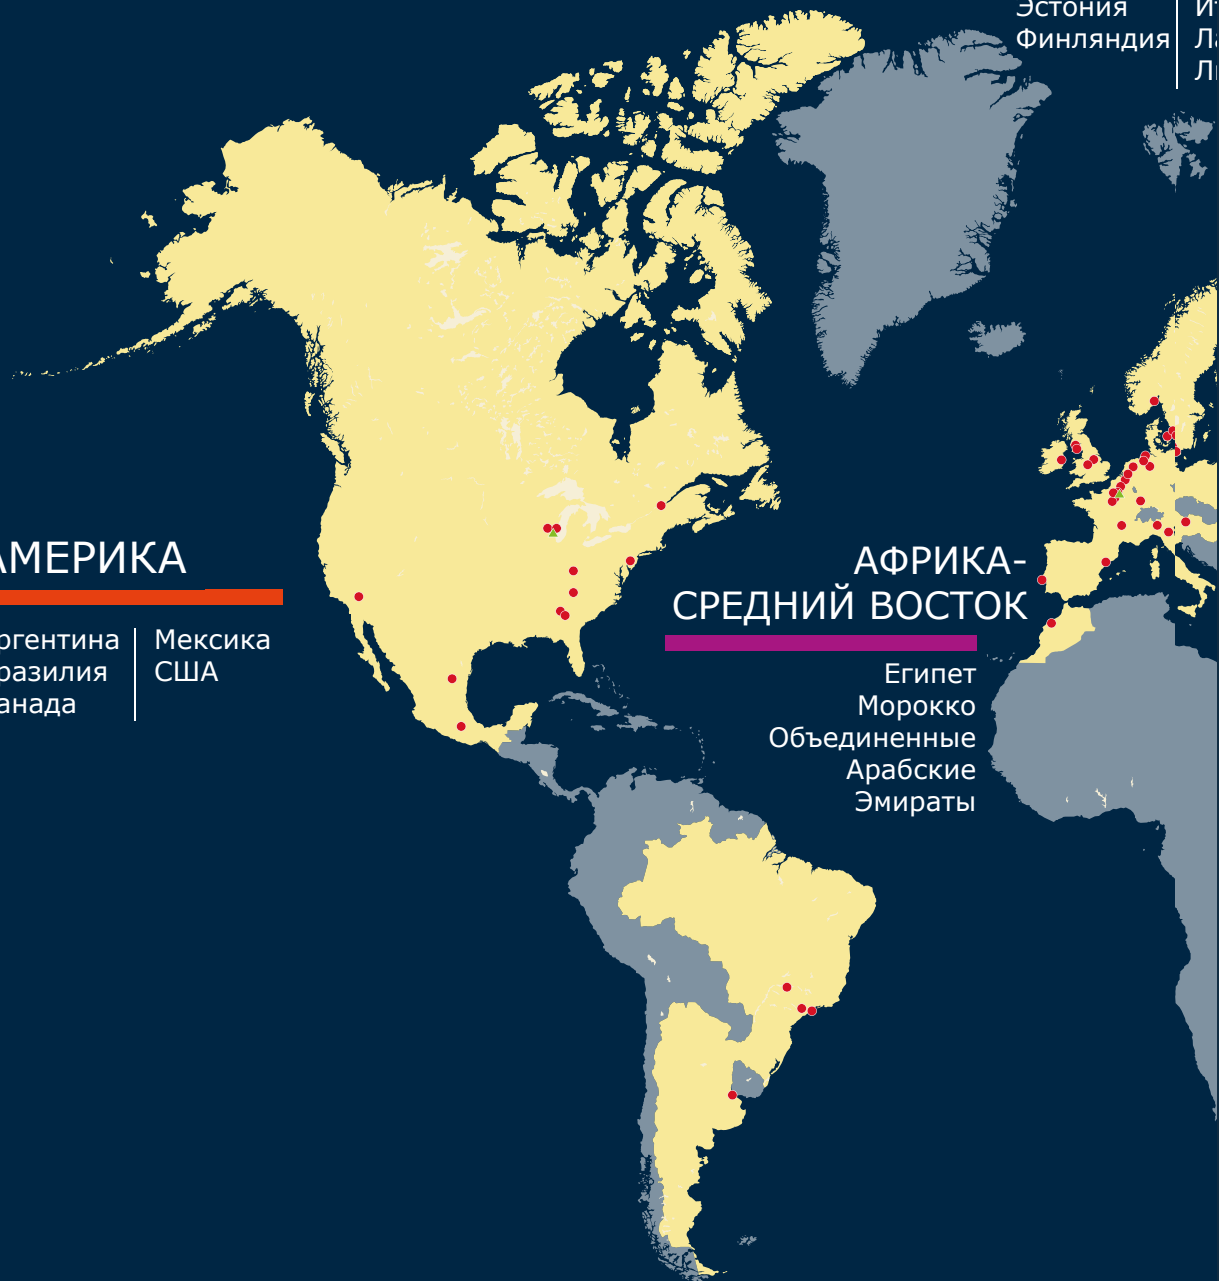 Эстония
Финляндия
АМЕРИКА
Мексика
США
АФРИКА-
СРЕДНИЙ ВОСТОК
Египет
Морокко
Объединенные
Арабские
Эмираты